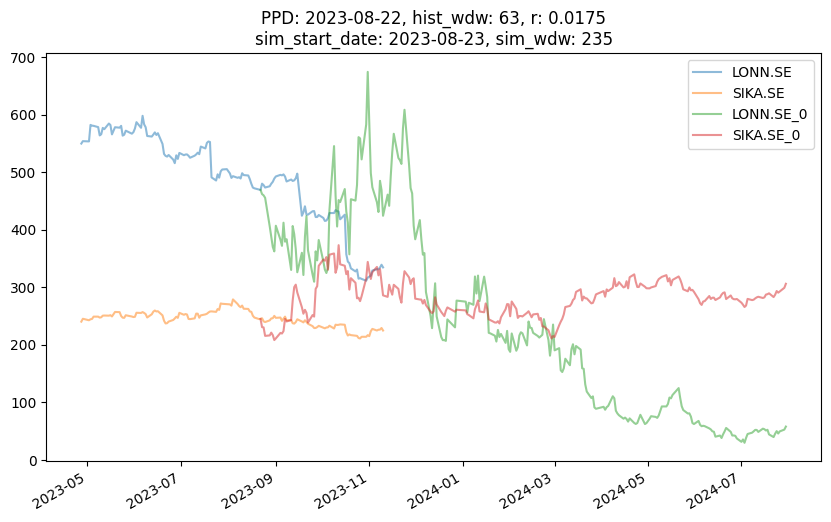 PPD: 2023-08-22, hist_wdw: 63, r: 0.0175
sim_start_date: 2023-08-23, sim_wdw: 235
700
600
500
400
300
200
100
0
LONN.SE
SIKA.SE
LONN.SE_0
SIKA.SE_0
2023-05
2023-07
2023-09
2023-11
2024-01
2024-03
2024-05
2024-07